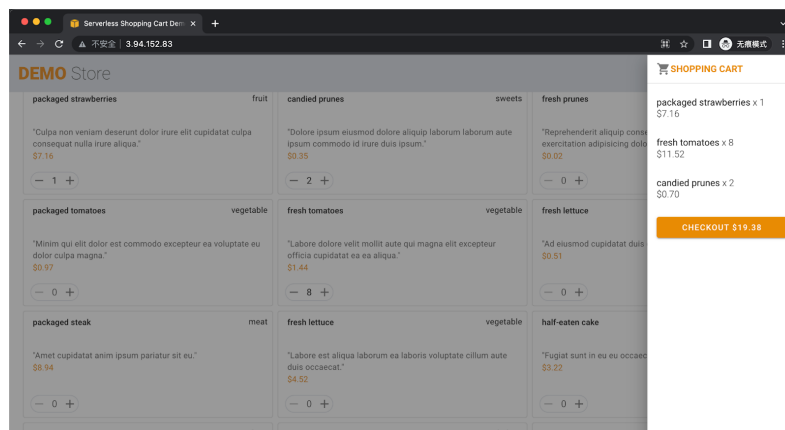 Serverless Shopping Cart Dem
不安全 3.94.152.83
无痕模式
DEMO Store
SHOPPING CART
packaged strawberries x 1
$7.16
fresh tomatoes x 8
$11.52
candied prunes x 2
$0.70
CHECKOUT $19.38
packaged strawberries fruit
"Culpa non veniam deserunt dolor irure elit cupidatat culpa
consequat nulla irure aliqua."
$7.16
— 1 +
candied prunes sweets
"Dolore ipsum eiusmod dolore aliquip laborum laborum aute
ipsum commodo id irure duis ipsum."
$0.35
— 2 +
fresh prunes
"Reprehenderit aliquip conse
exercitation adipisicing dolo
$0.02
— 0 +
packaged tomatoes vegetable
"Minim qui elit dolor est commodo excepteur ea voluptate eu
dolor culpa magna."
$0.97
— 0 +
fresh tomatoes vegetable
"Labore dolore velit mollit aute qui magna elit excepteur
officia cupidatat ea ea aliqua."
$1.44
— 8 +
fresh lettuce
"Ad eiusmod cupidatat duis
$0.51
— 0 +
packaged steak meat
"Amet cupidatat anim ipsum pariatur sit eu."
$8.94
— 0 +
fresh lettuce vegetable
"Labore est aliqua laborum ea laboris voluptate cillum aute
duis occaecat."
$4.52
— 0 +
half-eaten cake
"Fugiat sunt in eu eu occaec
$3.22
— 0 +